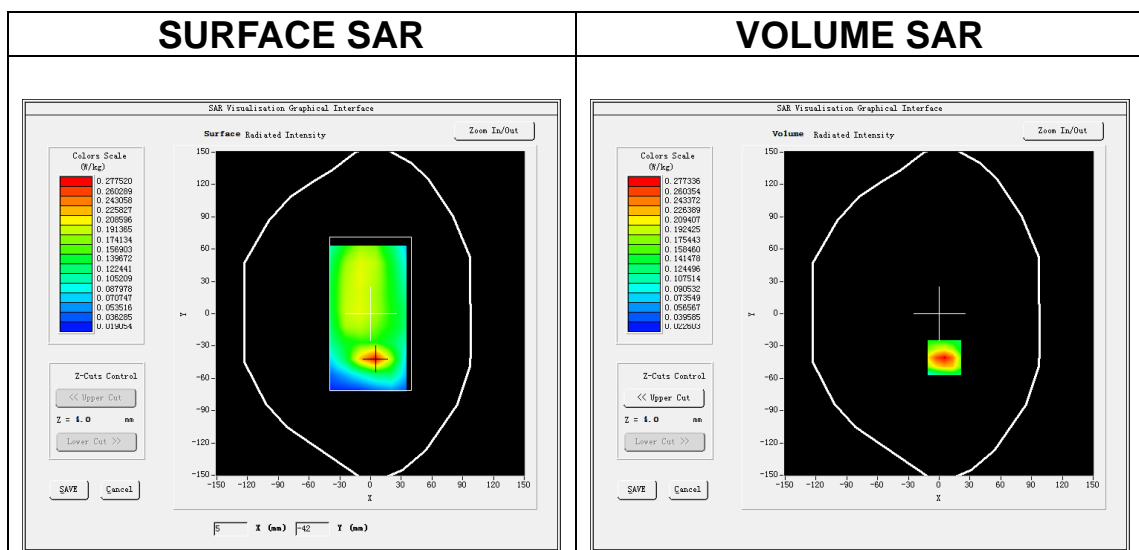 SURFACE SAR
VOLUME SAR
SAR Visualisation Graphical Interface
Surface Radiated Intensity
Zoom In/Out
Colors Scale
(W/kg)
0.277520
0.260289
0.243058
0.225827
0.208596
0.191365
0.174134
0.156903
0.139672
0.122441
0.105209
0.087978
0.070747
0.053516
0.036285
0.019054
150
120
90
60
30
0
-30
-60
-90
-120
-150
Y
-150 -120 -90 -60 -30 0 30 60 90 120 150
X
Z-Cuts Control
<< Upper Cut
Z = 4.0 mm
Lower Cut >>
SAVE Cancel
5 X (mm) -42 Y (mm)
SAR Visualisation Graphical Interface
Volume Radiated Intensity
Zoom In/Out
Colors Scale
(W/kg)
0.277336
0.260354
0.243372
0.226389
0.209407
0.192425
0.175443
0.158460
0.141478
0.124496
0.107514
0.090532
0.073549
0.056567
0.039585
0.022603
150
120
90
60
30
0
-30
-60
-90
-120
-150
Y
-150 -120 -90 -60 -30 0 30 60 90 120 150
X
Z-Cuts Control
<< Upper Cut
Z = 4.0 mm
Lower Cut >>
SAVE Cancel